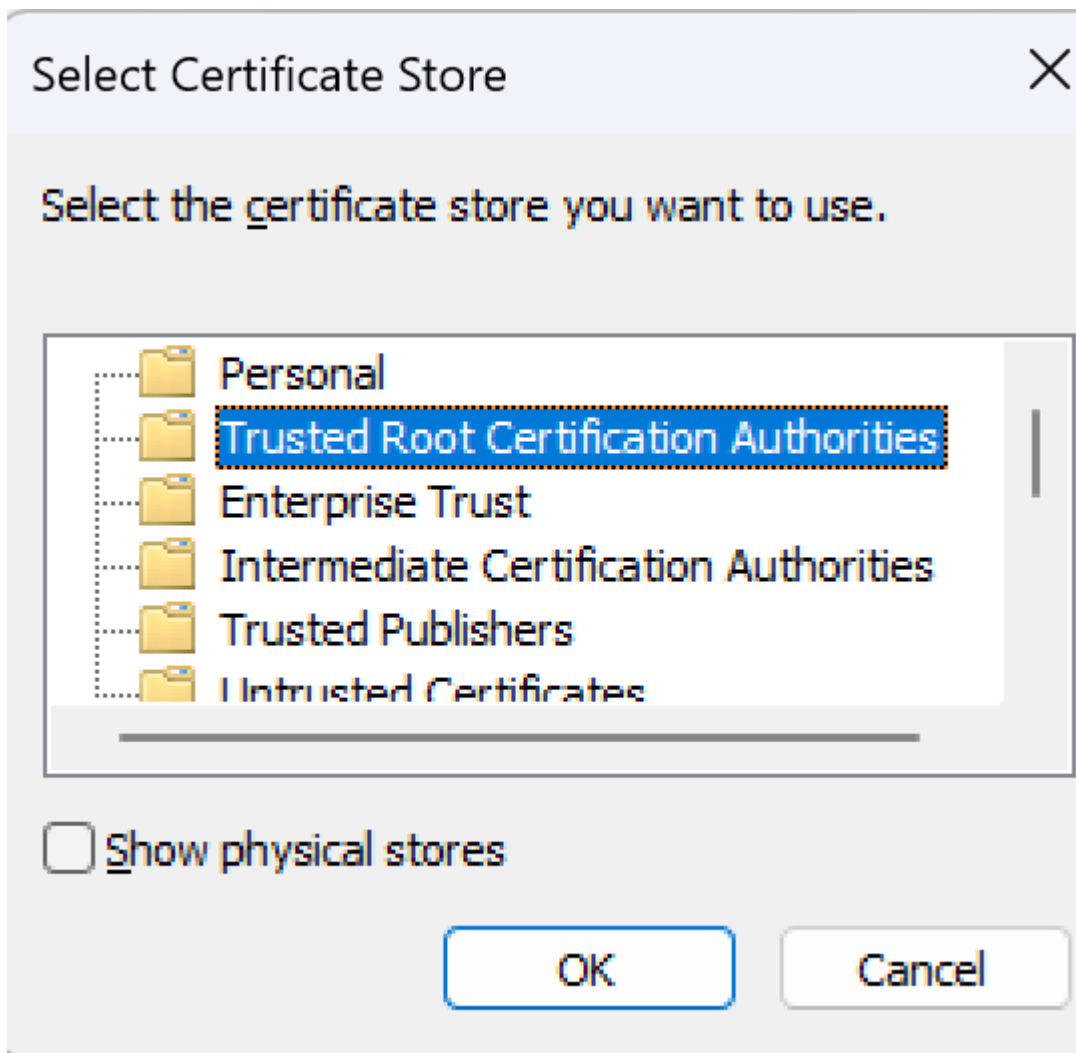 Select Certificate Store
Select the certificate store you want to use.
Personal
Trusted Root Certification Authorities
Enterprise Trust
Intermediate Certification Authorities
Trusted Publishers
Untrusted Certificates
Show physical stores
OK
Cancel